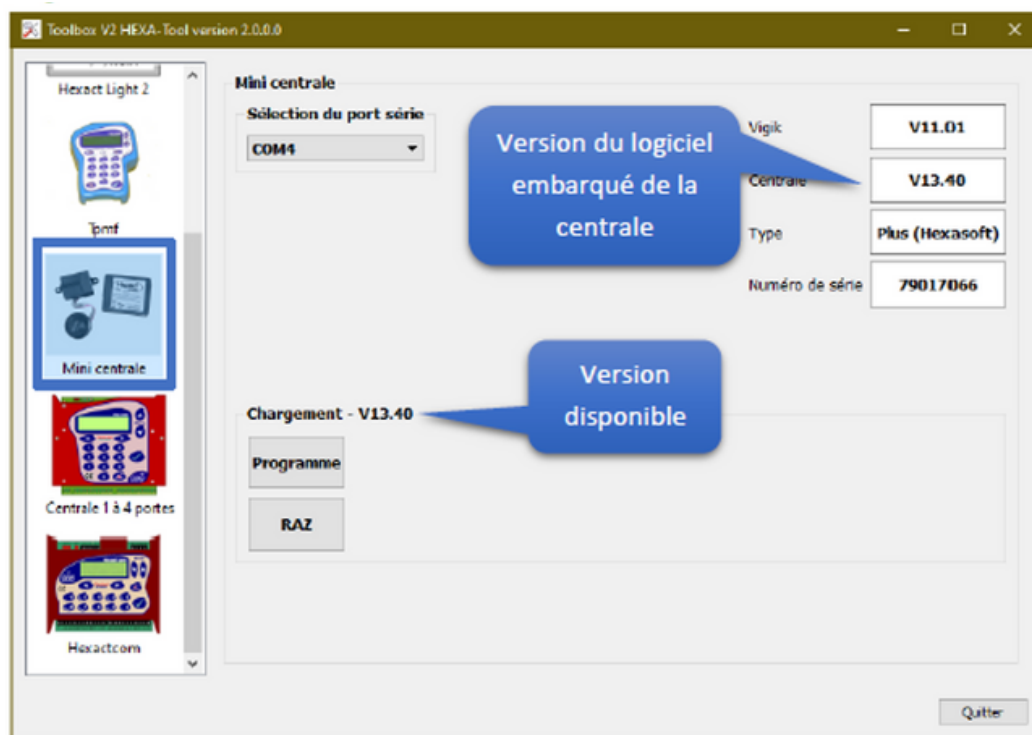 Toolbox V2 HEXA-Tool version 2.0.0.0
Hexact Light 2
Tpmf
Mini centrale
Centrale 1 à 4 portes
Hexactcom
Mini centrale
Sélection du port série
COM4
Version du logiciel
embarqué de la
centrale
Vigik V11.01
Centrale V13.40
Type Plus (Hexasoft)
Numéro de série 79017066
Version
disponible
Chargement - V13.40
Programme
RAZ
Quitter